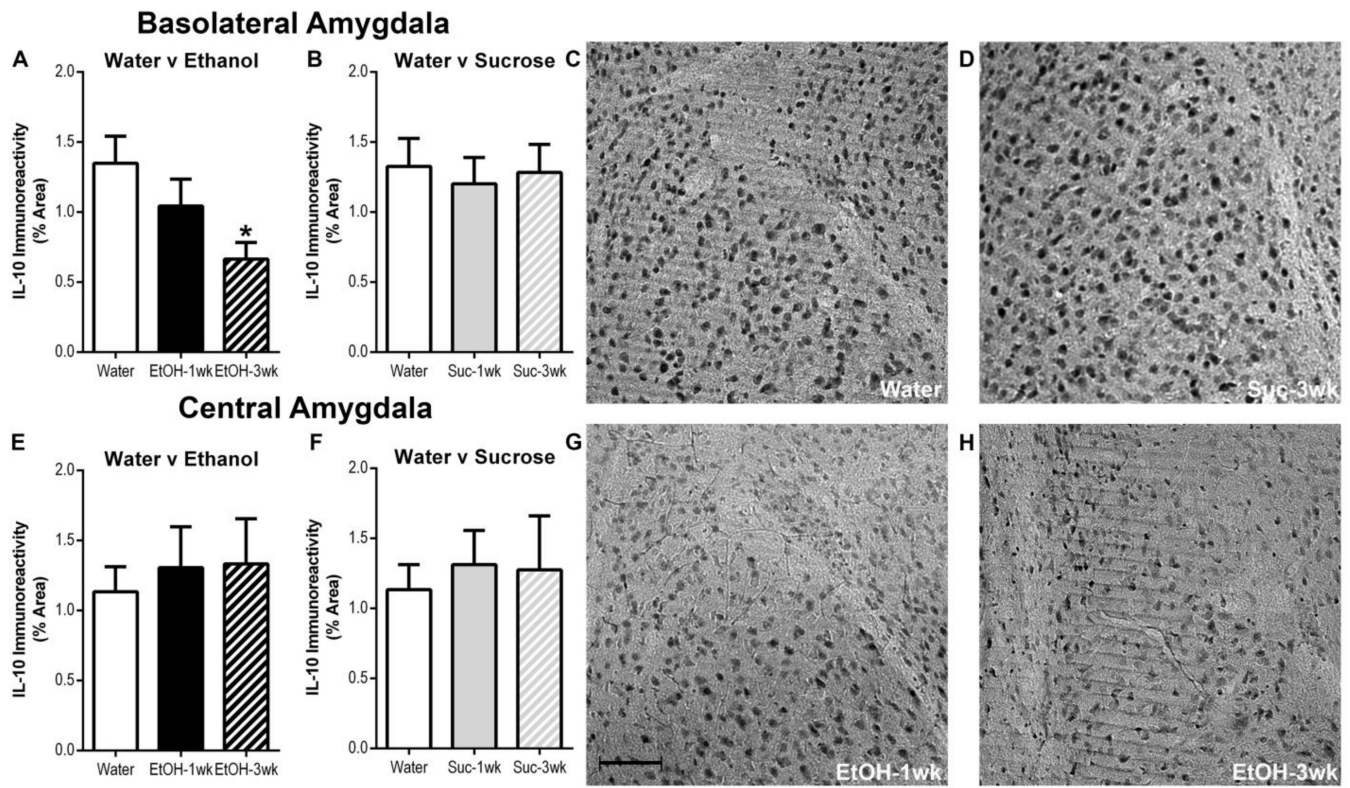 Basolateral Amygdala
A
Water v Ethanol
IL-10 Immunoreactivity
(% Area)
2.0
1.5
1.0
0.5
0.0
*
Water
EtOH-1wk
EtOH-3wk
B
Water v Sucrose
IL-10 Immunoreactivity
(% Area)
2.0
1.5
1.0
0.5
0.0
Water
Suc-1wk
Suc-3wk
C
Water
D
Suc-3wk
Central Amygdala
E
Water v Ethanol
IL-10 Immunoreactivity
(% Area)
2.0
1.5
1.0
0.5
0.0
Water
EtOH-1wk
EtOH-3wk
F
Water v Sucrose
IL-10 Immunoreactivity
(% Area)
2.0
1.5
1.0
0.5
0.0
Water
Suc-1wk
Suc-3wk
G
EtOH-1wk
H
EtOH-3wk